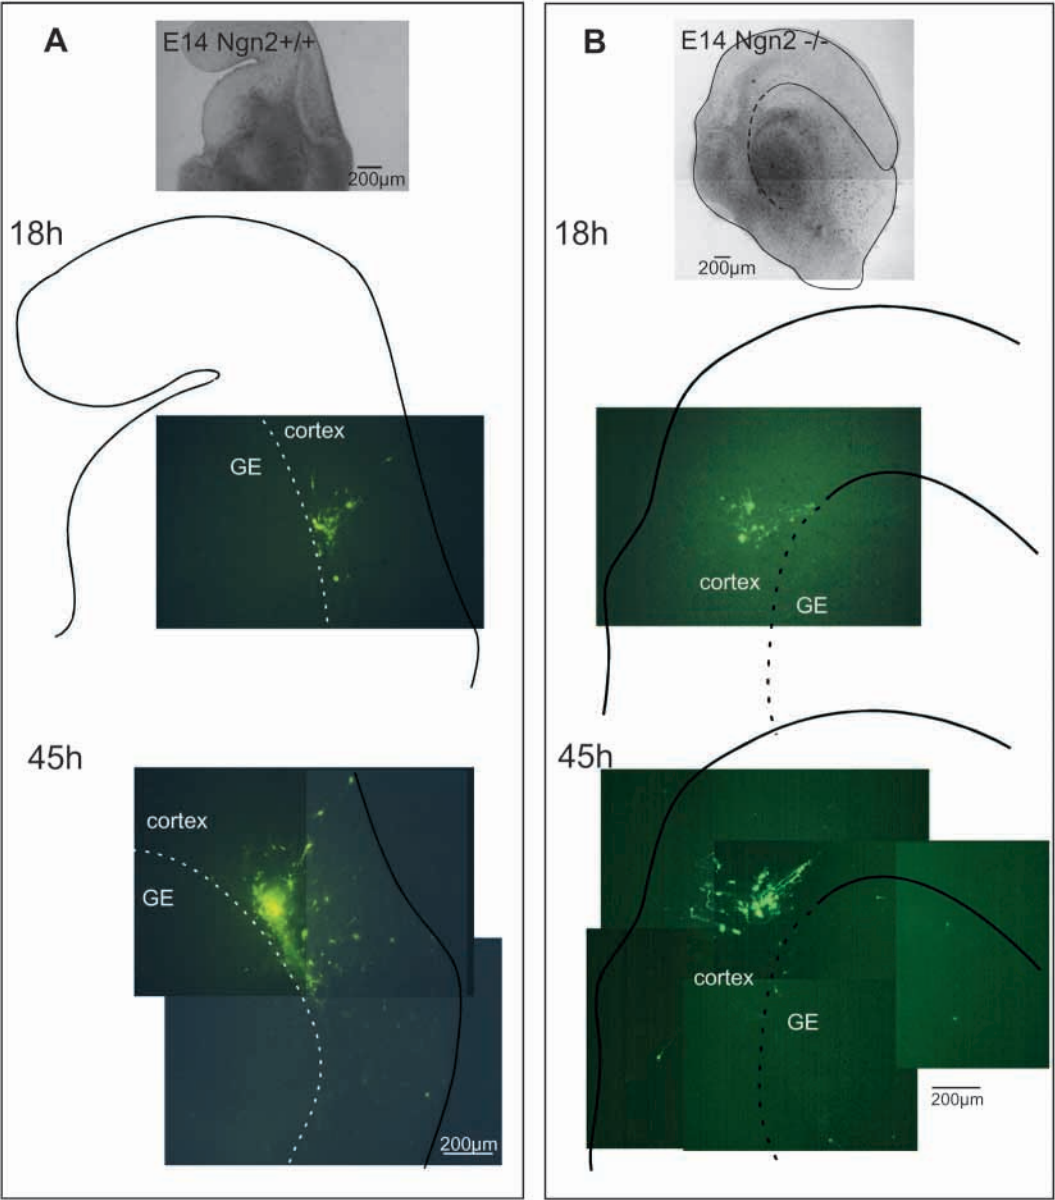 A
E14 Ngn2+/+
200µm
18h
cortex
GE
45h
cortex
GE
200µm
B
E14 Ngn2 -/-
200µm
18h
cortex
GE
45h
cortex
GE
200µm